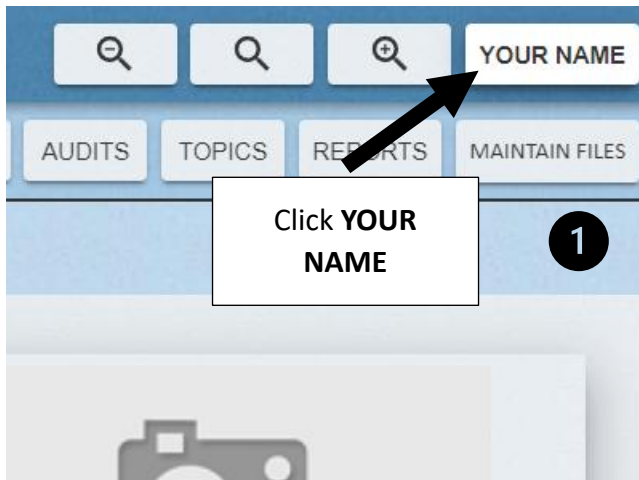 YOUR NAME
AUDITS TOPICS REPORTS MAINTAIN FILES
Click YOUR
NAME
1